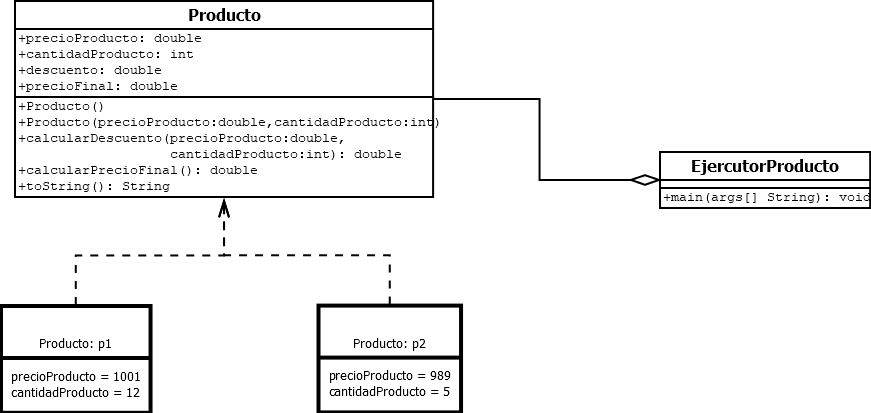 Producto
+precioProducto: double
+cantidadProducto: int
+descuento: double
+precioFinal: double
+Producto()
+Producto(precioProducto:double,cantidadProducto:int)
+calcularDescuento(precioProducto:double,
cantidadProducto:int): double
+calcularPrecioFinal(): double
+toString(): String
EjercutorProducto
+main(args[] String): void
Producto: p1
precioProducto = 1001
cantidadProducto = 12
Producto: p2
precioProducto = 989
cantidadProducto = 5